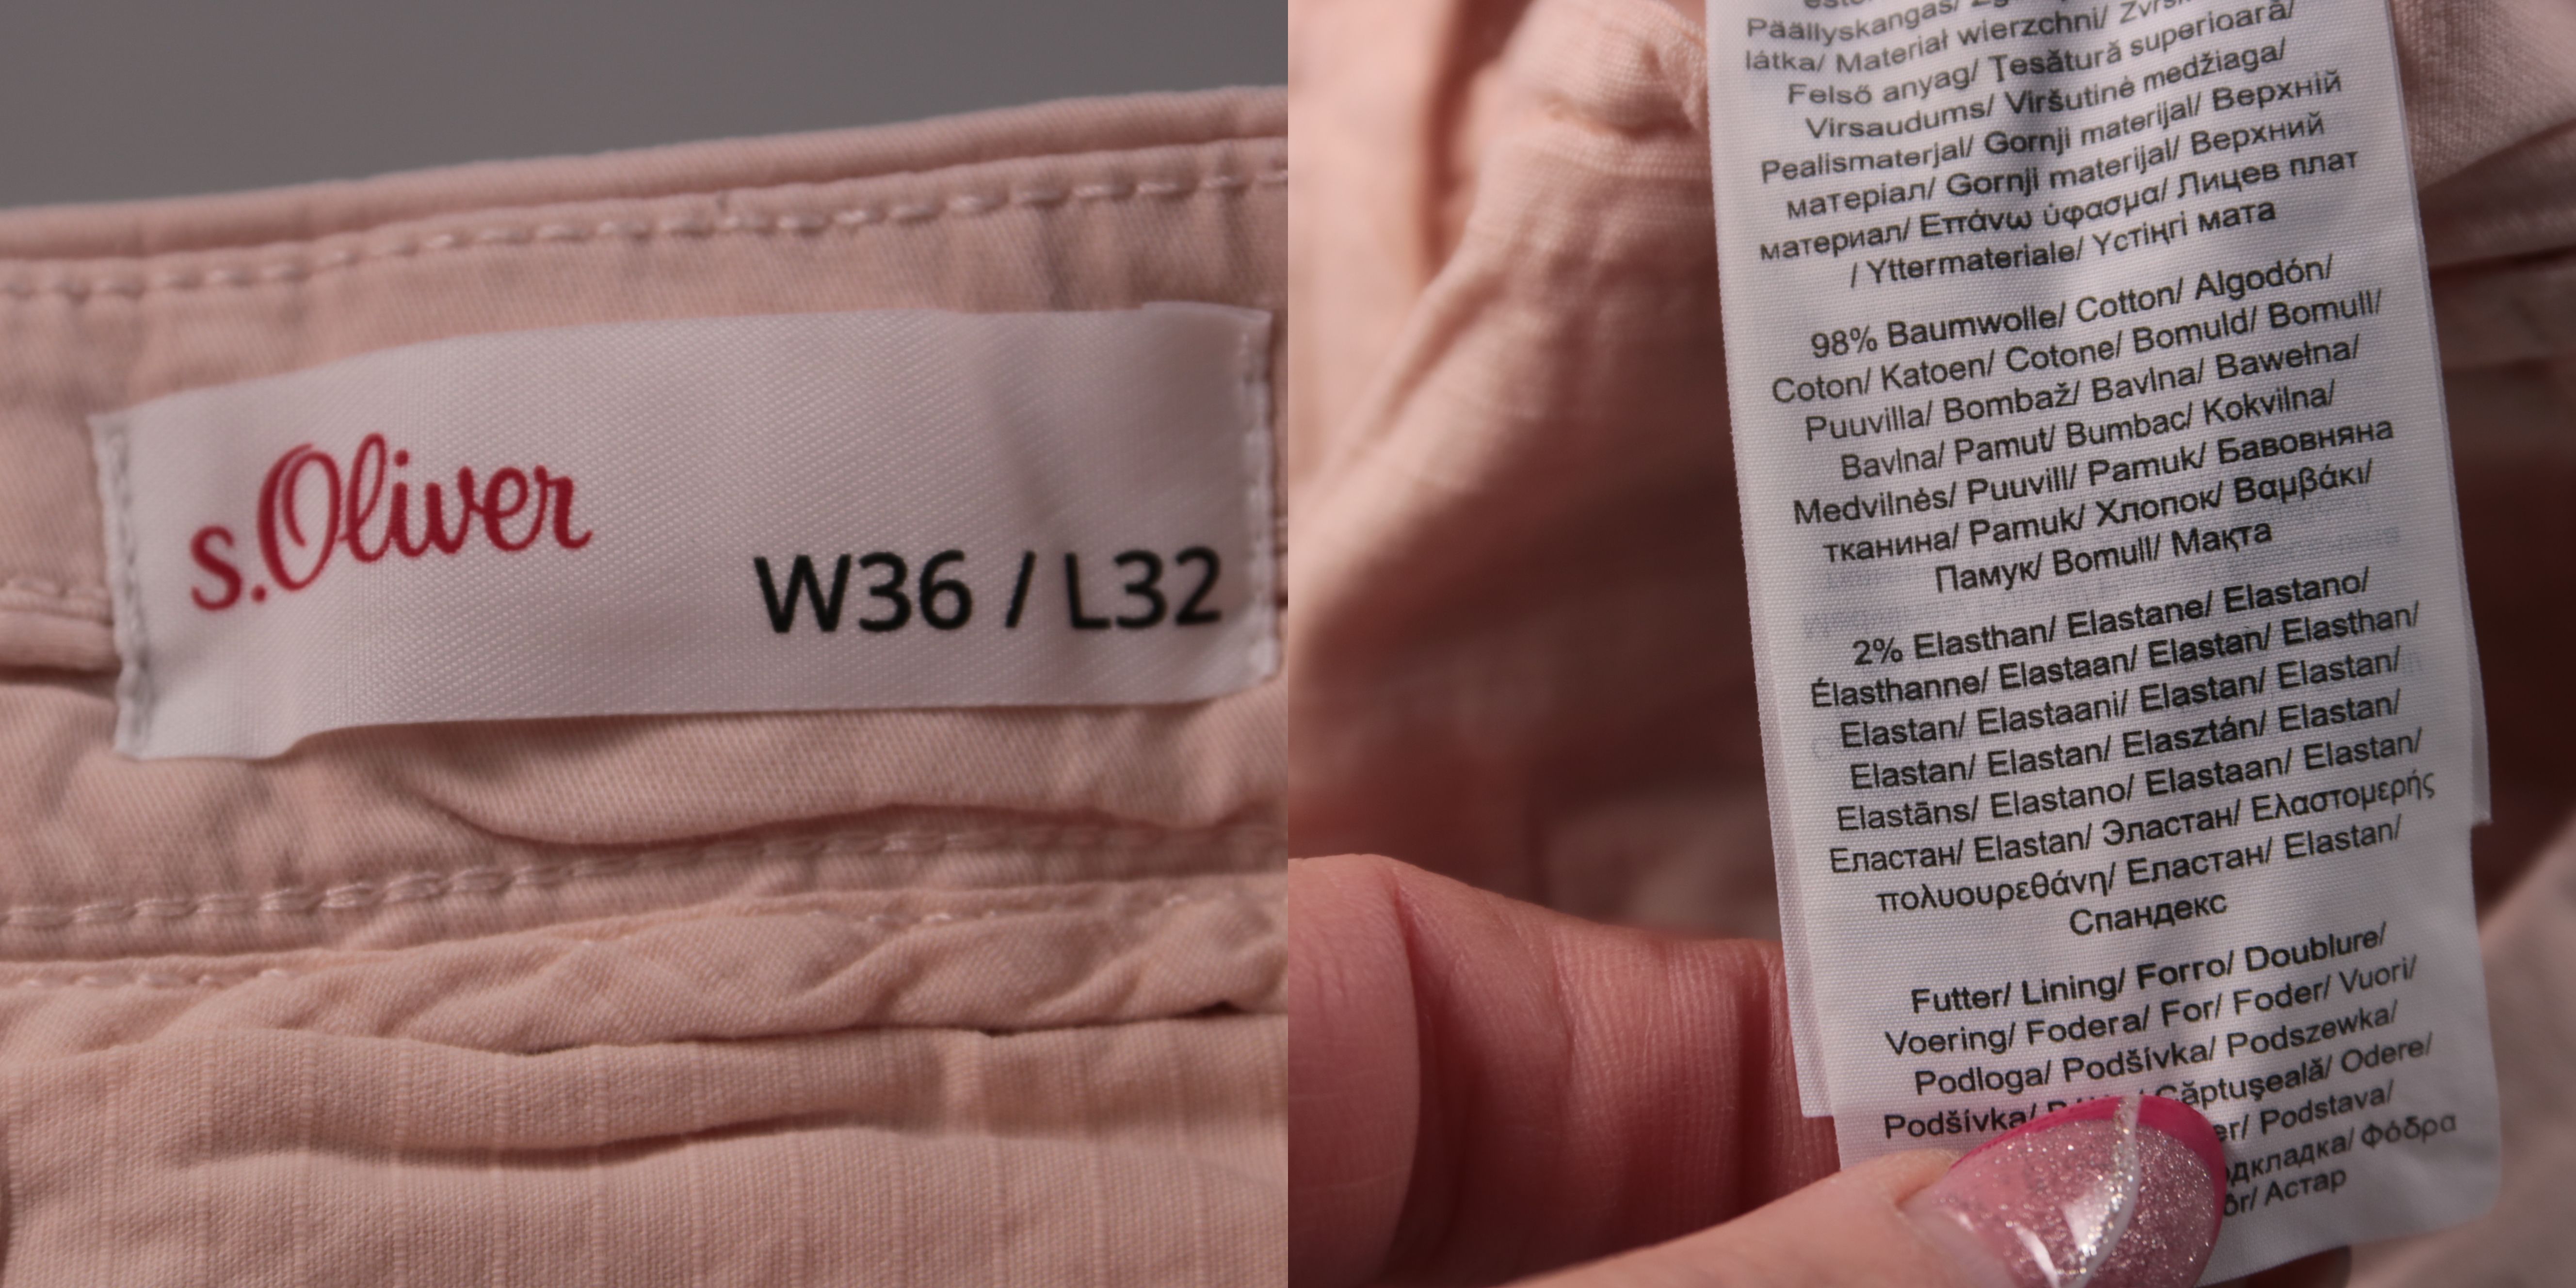 s.Oliver
W36 / L32
Päällyskangas/
látka/ Materiał wierzchni/
Felső anyag/ Țesătură superioară/
Virsaudums/ Viršutinė medžiaga/
Pealismaterjal/ Gornji materijal/ Верхній
матеріал/ Gornji materijal/ Верхний
материал/ Επάνω ύφασμα/ Лицев плат
/ Yttermateriale/ Үстіңгі мата
98% Baumwolle/ Cotton/ Algodón/
Coton/ Katoen/ Cotone/ Bomuld/ Bomull/
Puuvilla/ Bombaž/ Bavlna/ Bawełna/
Bavlna/ Pamut/ Bumbac/ Kokvilna/
Medvilnės/ Puuvill/ Pamuk/ Бавовняна
тканина/ Pamuk/ Хлопок/ Βαμβάκι/
Памук/ Bomull/ Мақта
2% Elasthan/ Elastane/ Elastano/
Élasthanne/ Elastaan/ Elastan/ Elasthan/
Elastan/ Elastaani/ Elastan/ Elastan/
Elastan/ Elastan/ Elasztán/ Elastan/
Elastāns/ Elastano/ Elastaan/ Elastan/
Еластан/ Elastan/ Эластан/ Ελαστομερής
πολυουρεθάνη/ Еластан/ Elastan/
Спандекс
Futter/ Lining/ Forro/ Doublure/
Voering/ Fodera/ For/ Foder/ Vuori/
Podloga/ Podšívka/ Podszewka/
Podšívka/ Căptuşeală/ Odere/
Podstava/
Φόδρα
Астар